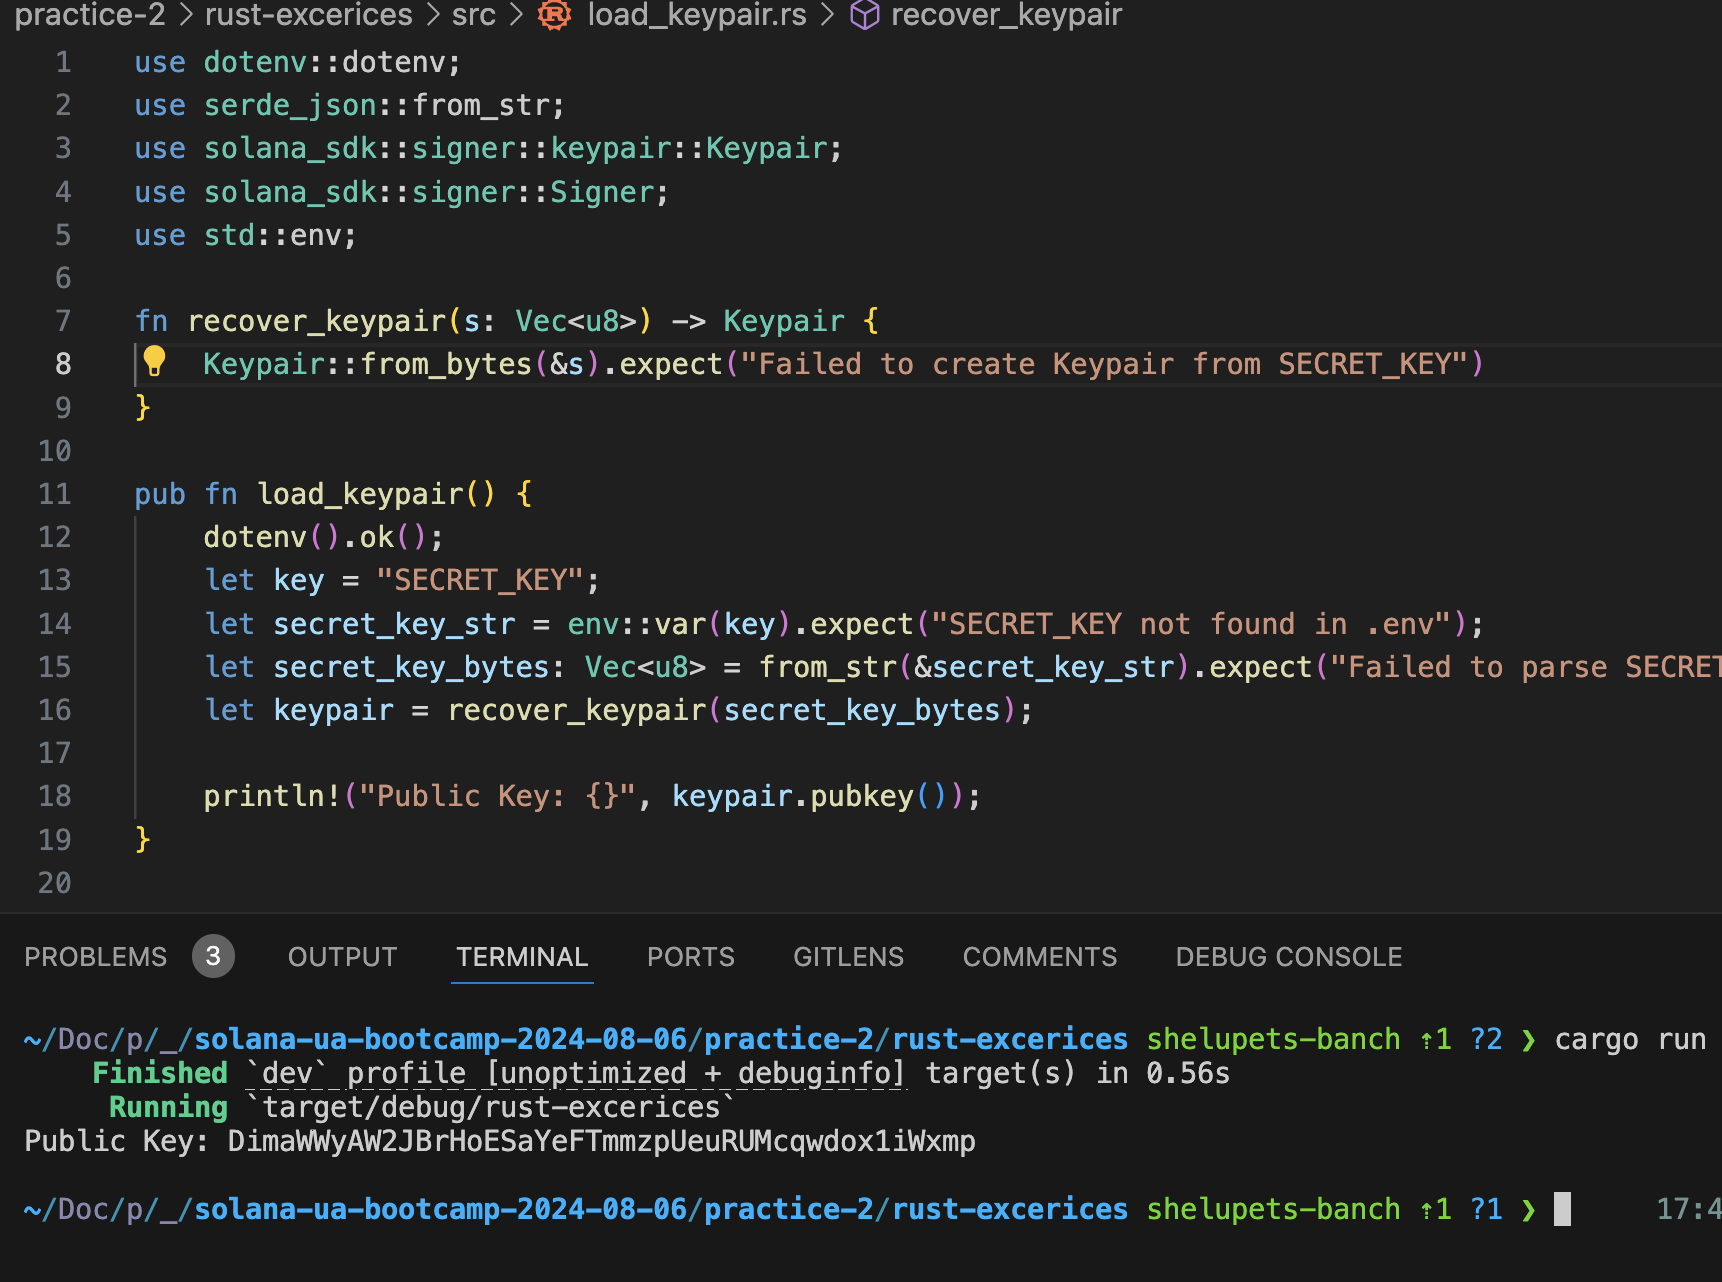 practice-2 > rust-excerices > src > load_keypair.rs > recover_keypair
1 use dotenv::dotenv;
2 use serde_json::from_str;
3 use solana_sdk::signer::keypair::Keypair;
4 use solana_sdk::signer::Signer;
5 use std::env;
6
7 fn recover_keypair(s: Vec<u8>) -> Keypair {
8 Keypair::from_bytes(&s).expect("Failed to create Keypair from SECRET_KEY")
9 }
10
11 pub fn load_keypair() {
12 dotenv().ok();
13 let key = "SECRET_KEY";
14 let secret_key_str = env::var(key).expect("SECRET_KEY not found in .env");
15 let secret_key_bytes: Vec<u8> = from_str(&secret_key_str).expect("Failed to parse SECRET
16 let keypair = recover_keypair(secret_key_bytes);
17
18 println!("Public Key: {}", keypair.pubkey());
19 }
20
PROBLEMS 3 OUTPUT TERMINAL PORTS GITLENS COMMENTS DEBUG CONSOLE
~/Doc/p/_/solana-ua-bootcamp-2024-08-06/practice-2/rust-excerices shelupets-banch ⇡1 ?2 ❯ cargo run
Finished `dev` profile [unoptimized + debuginfo] target(s) in 0.56s
Running `target/debug/rust-excerices`
Public Key: DimaWWyAW2JBrHoESaYeFTmmzpUeuRUMcqwdox1iWxmp
~/Doc/p/_/solana-ua-bootcamp-2024-08-06/practice-2/rust-excerices shelupets-banch ⇡1 ?1 ❯ 17:4